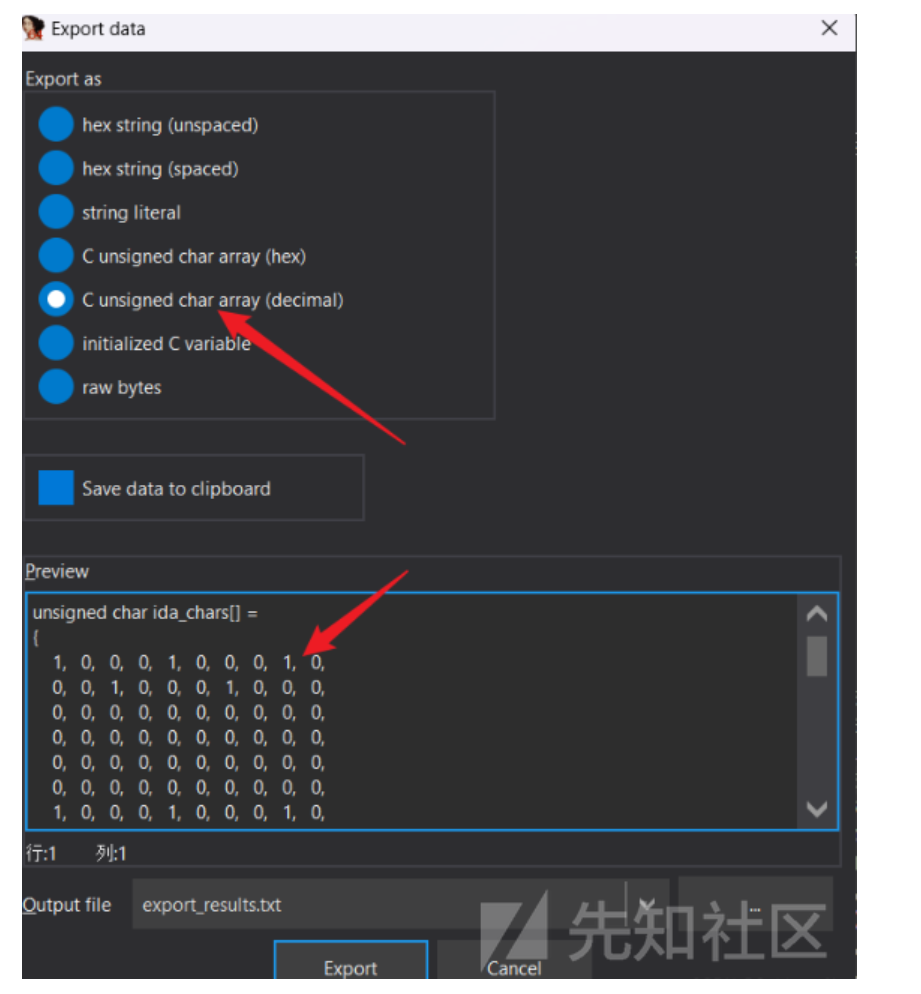 Export data
Export as
hex string (unspaced)
hex string (spaced)
string literal
C unsigned char array (hex)
C unsigned char array (decimal)
initialized C variable
raw bytes
Save data to clipboard
Preview
unsigned char ida_chars[] =
{
1, 0, 0, 0, 1, 0, 0, 0, 1, 0,
0, 0, 1, 0, 0, 0, 1, 0, 0, 0,
0, 0, 0, 0, 0, 0, 0, 0, 0, 0,
0, 0, 0, 0, 0, 0, 0, 0, 0, 0,
0, 0, 0, 0, 0, 0, 0, 0, 0, 0,
0, 0, 0, 0, 0, 0, 0, 0, 0, 0,
1, 0, 0, 0, 1, 0, 0, 0, 1, 0,
行:1 列:1
Output file export_results.txt ...
先知社区
Export Cancel